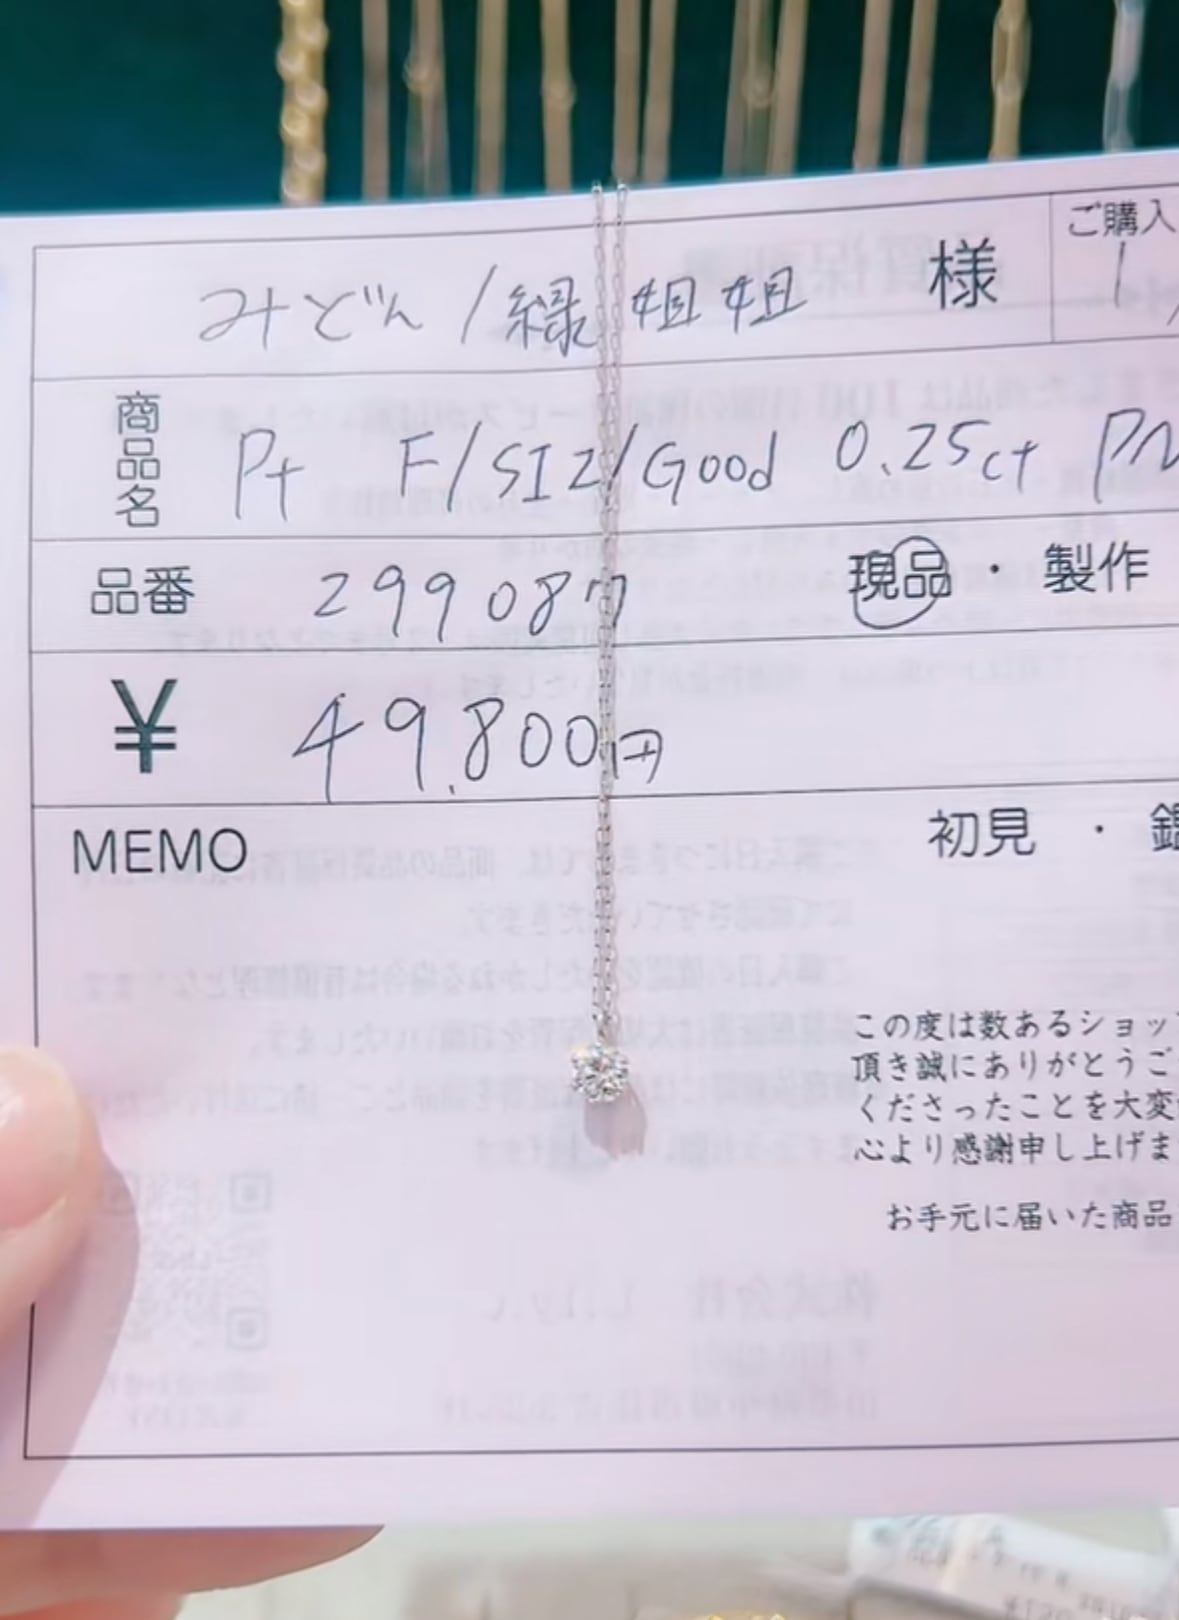 みどん/緑姐姐 様
ご購入
商品名 Pt F/SI2/Good 0.25ct PN
品番 299087 現品・製作
¥ 49,800円
MEMO
初見・
この度は数あるショッ
頂き誠にありがとうご
くださったことを大変
心より感謝申し上げま
お手元に届いた商品